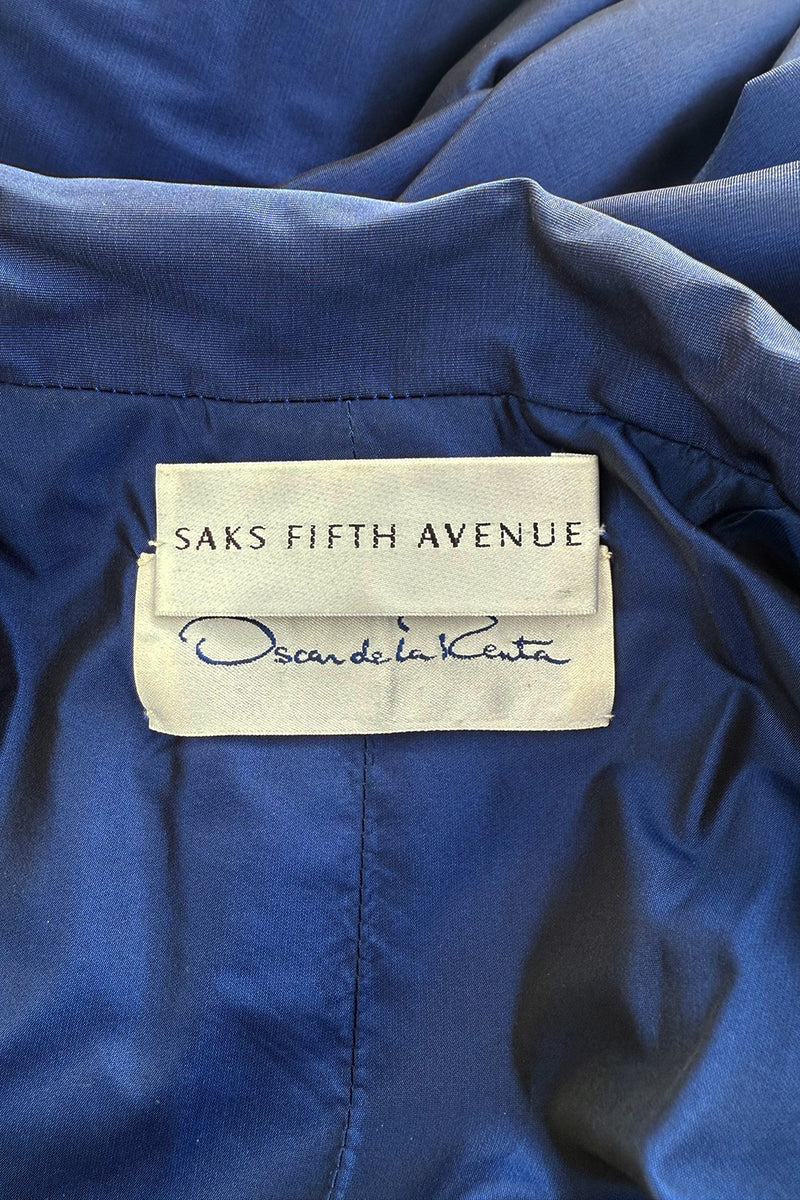 SAKS FIFTH AVENUE
Oscar de la Renta